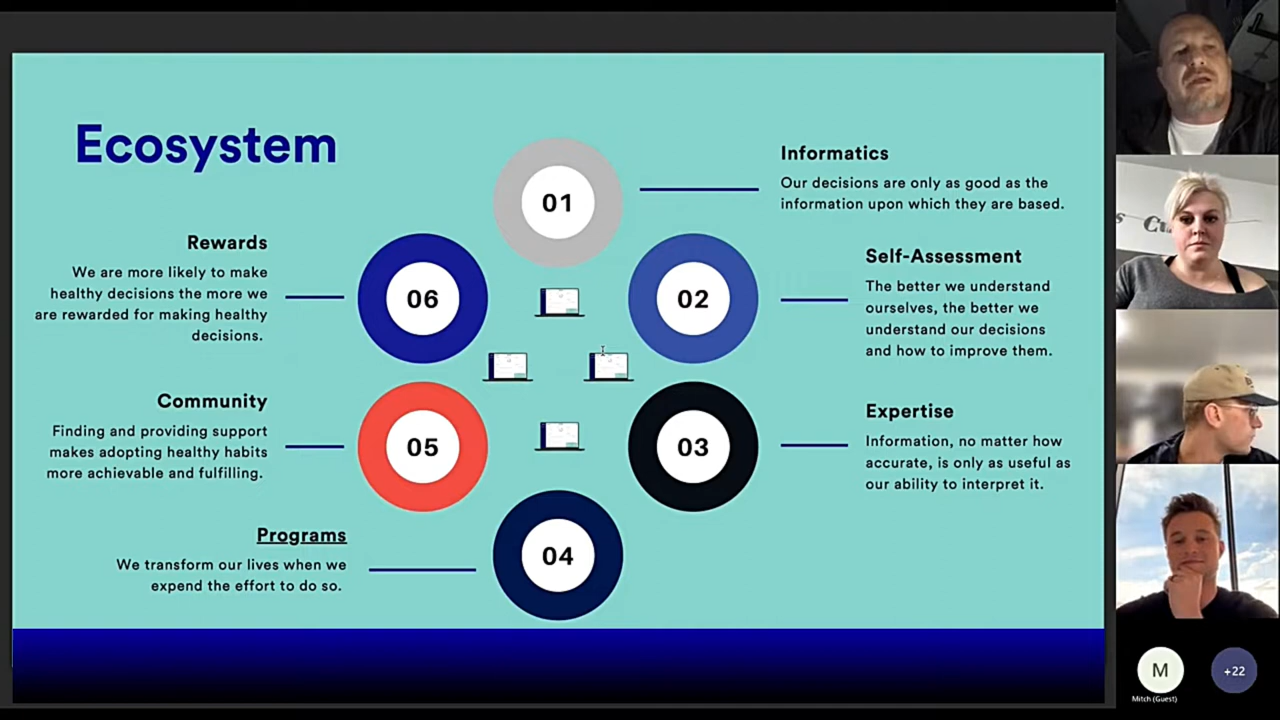 Ecosystem
01
Informatics
Our decisions are only as good as the
information upon which they are based.
02
Self-Assessment
The better we understand
ourselves, the better we
understand our decisions
and how to improve them.
03
Expertise
Information, no matter how
accurate, is only as useful as
our ability to interpret it.
04
Programs
We transform our lives when we
expend the effort to do so.
05
Community
Finding and providing support
makes adopting healthy habits
more achievable and fulfilling.
06
Rewards
We are more likely to make
healthy decisions the more we
are rewarded for making healthy
decisions.
M
Mitch (Guest)
+22